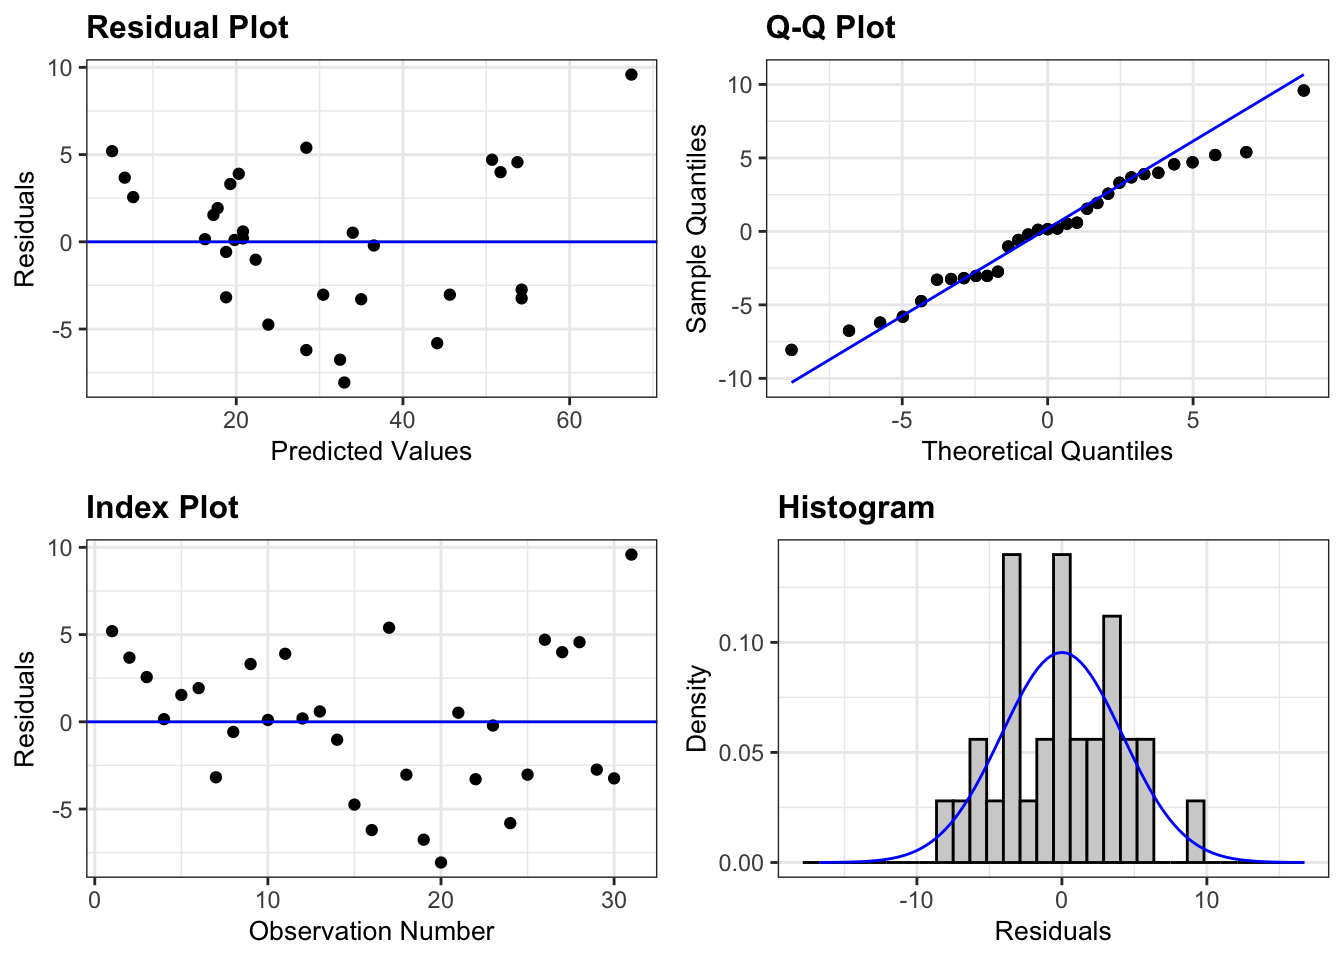 Residual Plot
10
5
0
-5
Residuals
20
40
60
Predicted Values
Q-Q Plot
10
5
0
-5
-10
Sample Quantiles
-5
0
5
Theoretical Quantiles
Index Plot
10
5
0
-5
Residuals
0
10
20
30
Observation Number
Histogram
0.10
0.05
0.00
Density
-10
0
10
Residuals